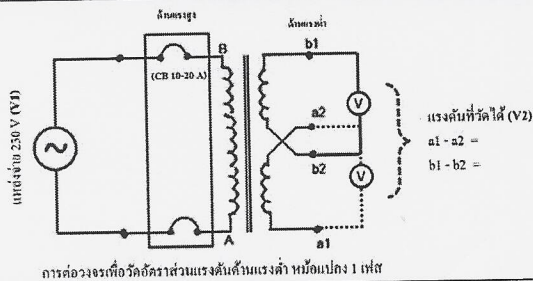 ด้านแรงสูง
ด้านแรงต่ำ
B
b1
(CB 10-20 A)
V
แหล่งจ่าย 230 V (V1)
a2
แรงดันที่วัดได้ (V2)
a1 - a2 =
b2
b1 - b2 =
V
A
a1
การต่อวงจรเพื่อวัดอัตราส่วนแรงดันด้านแรงต่ำ หม้อแปลง 1 เฟส